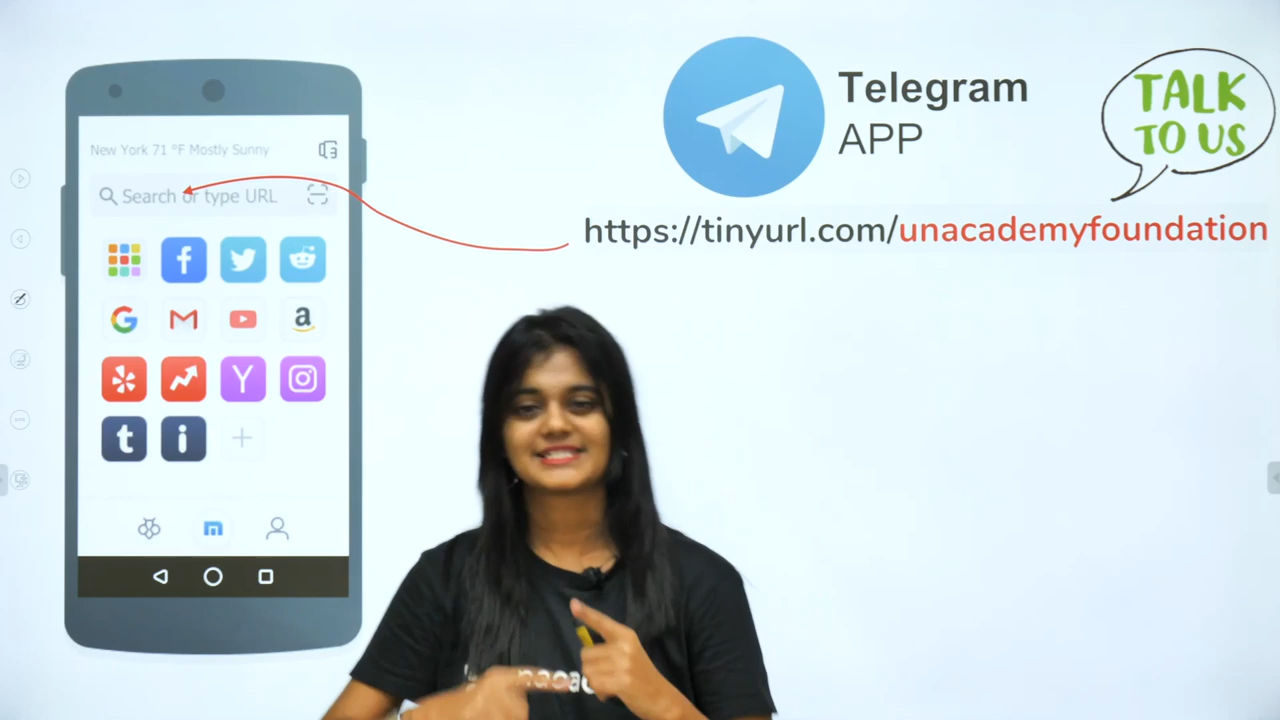 New York 71 °F Mostly Sunny
Search or type URL
Telegram
APP
TALK
TO US
https://tinyurl.com/unacademyfoundation